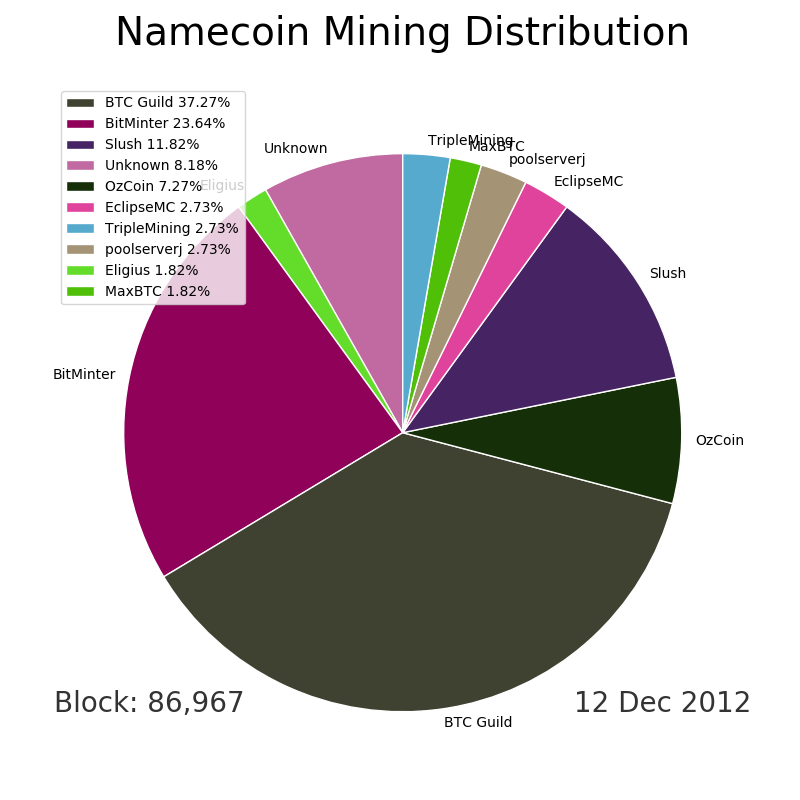 Namecoin Mining Distribution
BTC Guild 37.27%
BitMinter 23.64%
Slush 11.82%
Unknown 8.18%
OzCoin 7.27%
EclipseMC 2.73%
TripleMining 2.73%
poolserverj 2.73%
Eligius 1.82%
MaxBTC 1.82%
TripleMining
MaxBTC
poolserverj
EclipseMC
Slush
OzCoin
BTC Guild
BitMinter
Eligius
Unknown
Block: 86,967
12 Dec 2012